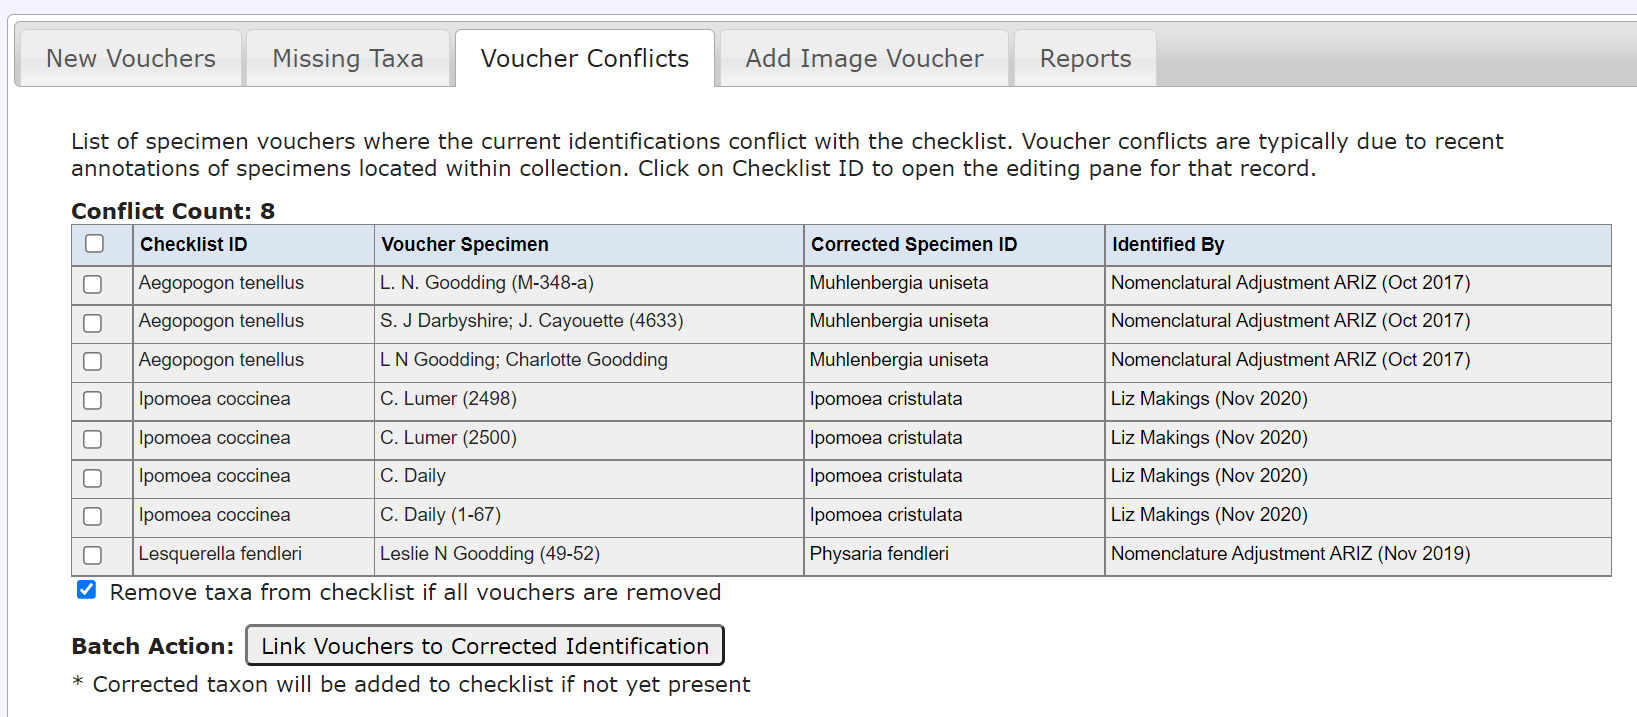 New Vouchers Missing Taxa Voucher Conflicts Add Image Voucher Reports
List of specimen vouchers where the current identifications conflict with the checklist. Voucher conflicts are typically due to recent
annotations of specimens located within collection. Click on Checklist ID to open the editing pane for that record.
Conflict Count: 8
Checklist ID Voucher Specimen Corrected Specimen ID Identified By
Aegopogon tenellus L. N. Goodding (M-348-a) Muhlenbergia uniseta Nomenclatural Adjustment ARIZ (Oct 2017)
Aegopogon tenellus S. J Darbyshire; J. Cayouette (4633) Muhlenbergia uniseta Nomenclatural Adjustment ARIZ (Oct 2017)
Aegopogon tenellus L N Goodding; Charlotte Goodding Muhlenbergia uniseta Nomenclatural Adjustment ARIZ (Oct 2017)
Ipomoea coccinea C. Lumer (2498) Ipomoea cristulata Liz Makings (Nov 2020)
Ipomoea coccinea C. Lumer (2500) Ipomoea cristulata Liz Makings (Nov 2020)
Ipomoea coccinea C. Daily Ipomoea cristulata Liz Makings (Nov 2020)
Ipomoea coccinea C. Daily (1-67) Ipomoea cristulata Liz Makings (Nov 2020)
Lesquerella fendleri Leslie N Goodding (49-52) Physaria fendleri Nomenclature Adjustment ARIZ (Nov 2019)
Remove taxa from checklist if all vouchers are removed
Batch Action: Link Vouchers to Corrected Identification
* Corrected taxon will be added to checklist if not yet present